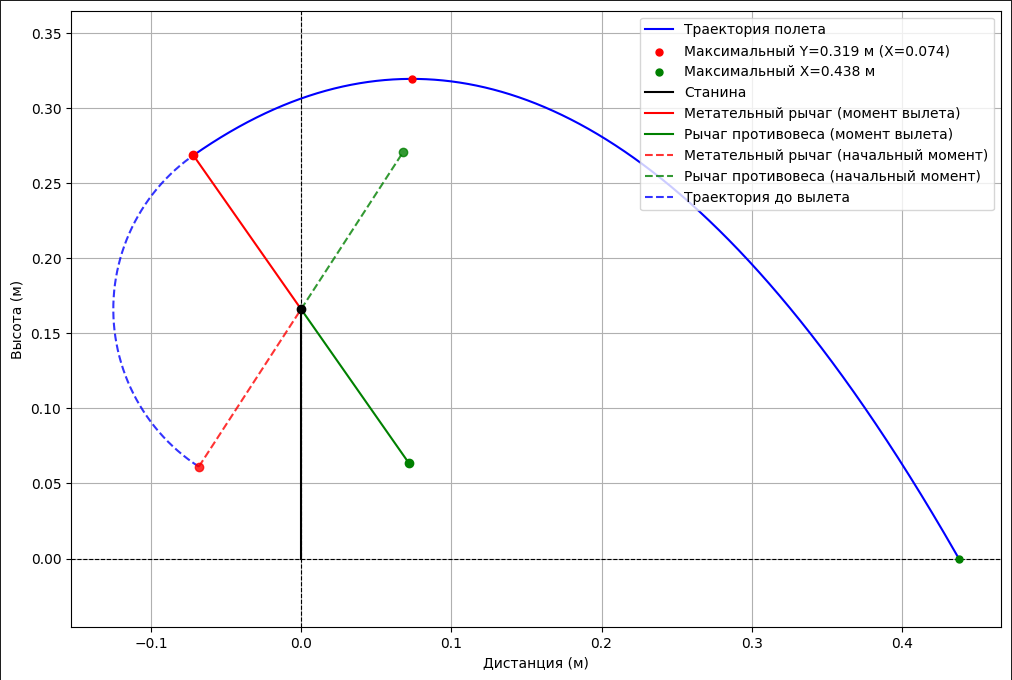 Траектория полета
Максимальный Y=0.319 м (X=0.074)
Максимальный X=0.438 м
Станина
Метательный рычаг (момент вылета)
Рычаг противовеса (момент вылета)
Метательный рычаг (начальный момент)
Рычаг противовеса (начальный момент)
Траектория до вылета
Высота (м)
0.35
0.30
0.25
0.20
0.15
0.10
0.05
0.00
−0.1 0.0 0.1 0.2 0.3 0.4
Дистанция (м)